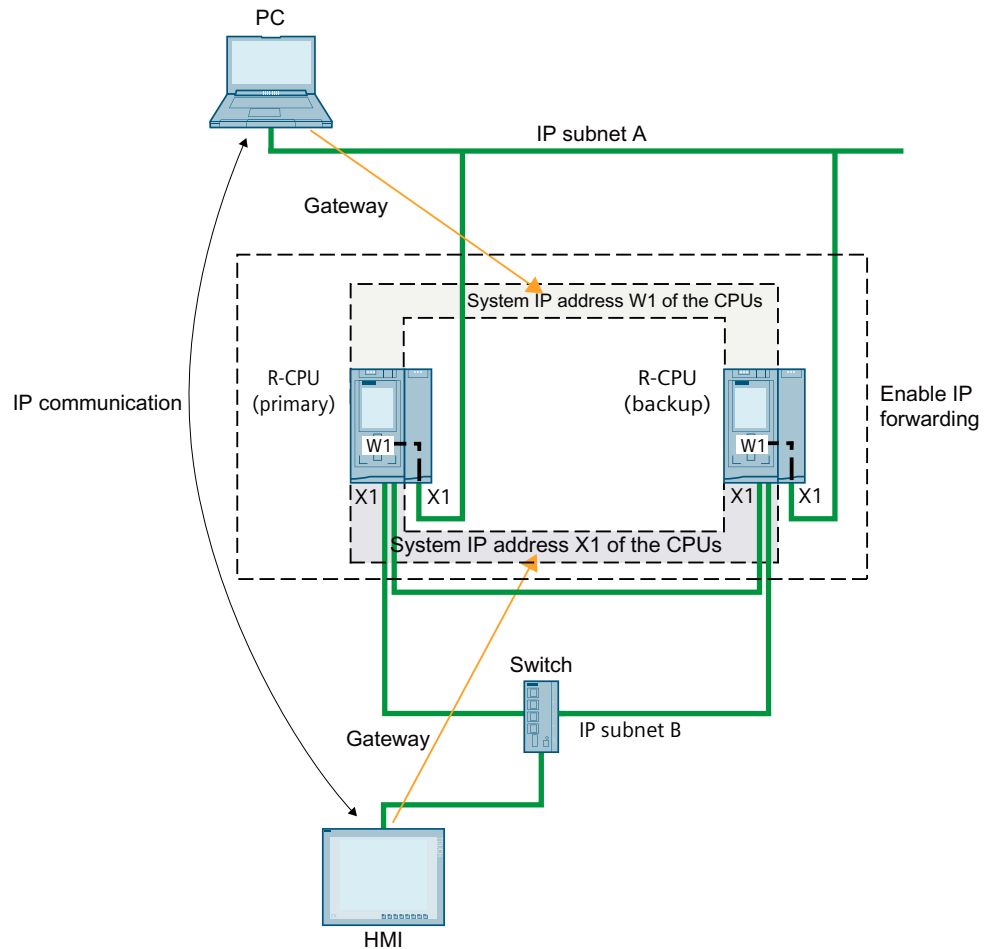 PC
IP subnet A
Gateway
System IP address W1 of the CPUs
R-CPU
(primary)
R-CPU
(backup)
IP communication
Enable IP
forwarding
W1
W1
X1
X1
X1
X1
System IP address X1 of the CPUs
Switch
IP subnet B
Gateway
HMI